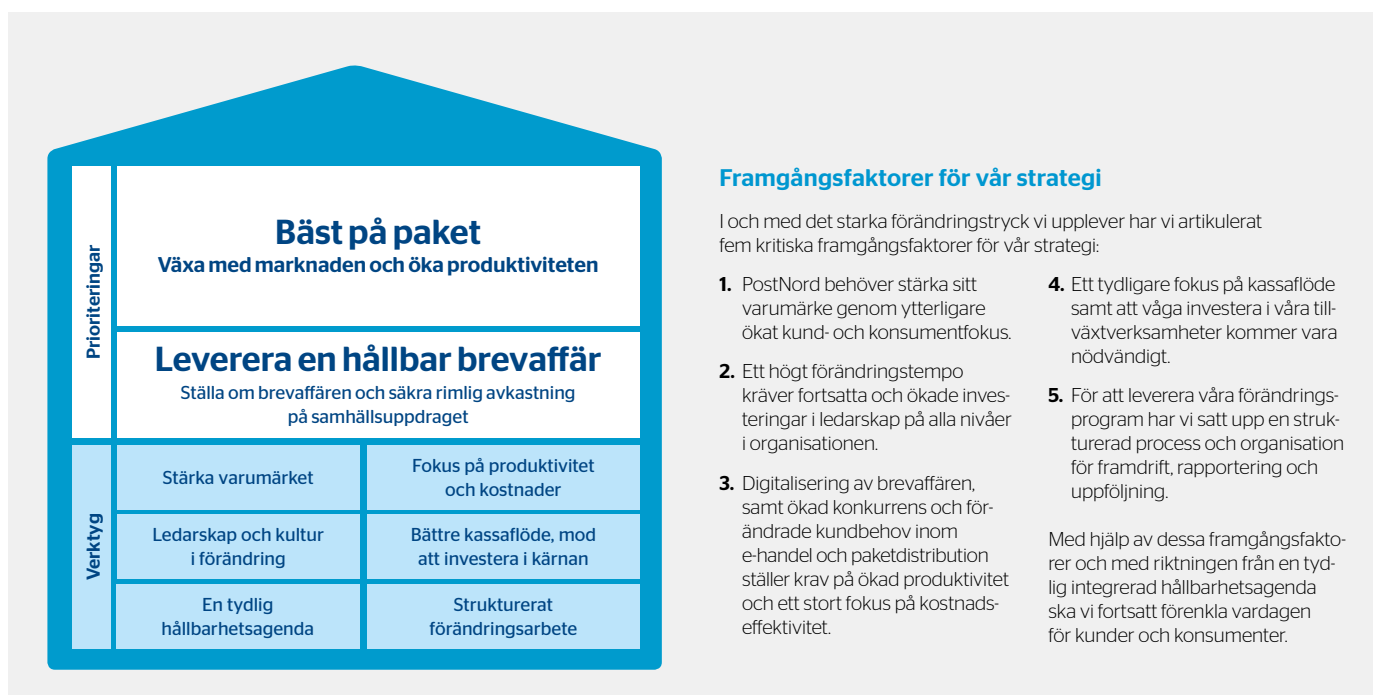 Prioriteringar
Bäst på paket
Växa med marknaden och öka produktiviteten
Leverera en hållbar brevaffär
Ställa om brevaffären och säkra rimlig avkastning
på samhällsuppdraget
Verktyg
Stärka varumärket
Fokus på produktivitet
och kostnader
Ledarskap och kultur
i förändring
Bättre kassaflöde, mod
att investera i kärnan
En tydlig
hållbarhetsagenda
Strukturerat
förändringsarbete
Framgångsfaktorer för vår strategi
I och med det starka förändringstryck vi upplever har vi artikulerat
fem kritiska framgångsfaktorer för vår strategi:
1. PostNord behöver stärka sitt
varumärke genom ytterligare
ökat kund- och konsumentfokus.
2. Ett högt förändringstempo
kräver fortsatta och ökade inves-
teringar i ledarskap på alla nivåer
i organisationen.
3. Digitalisering av brevaffären,
samt ökad konkurrens och för-
ändrade kundbehov inom
e-handel och paketdistribution
ställer krav på ökad produktivitet
och ett stort fokus på kostnads-
effektivitet.
4. Ett tydligare fokus på kassaflöde
samt att våga investera i våra till-
växtverksamheter kommer vara
nödvändigt.
5. För att leverera våra förändrings-
program har vi satt upp en struk-
turerad process och organisation
för framdrift, rapportering och
uppföljning.
Med hjälp av dessa framgångsfakto-
rer och med riktningen från en tyd-
lig integrerad hållbarhetsagenda
ska vi fortsatt förenkla vardagen
för kunder och konsumenter.